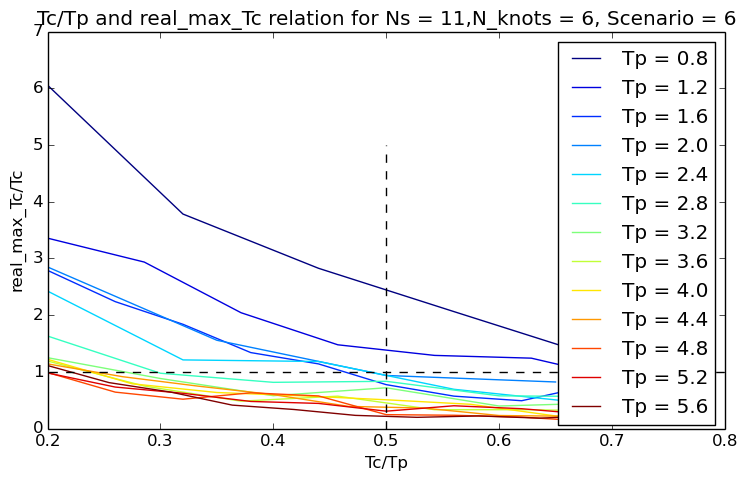 Tc/Tp and real_max_Tc relation for Ns = 11,N_knots = 6, Scenario = 6
7
6
5
4
3
2
1
0
real_max_Tc/Tc
Tp = 0.8
Tp = 1.2
Tp = 1.6
Tp = 2.0
Tp = 2.4
Tp = 2.8
Tp = 3.2
Tp = 3.6
Tp = 4.0
Tp = 4.4
Tp = 4.8
Tp = 5.2
Tp = 5.6
0.2 0.3 0.4 0.5 0.6 0.7 0.8
Tc/Tp